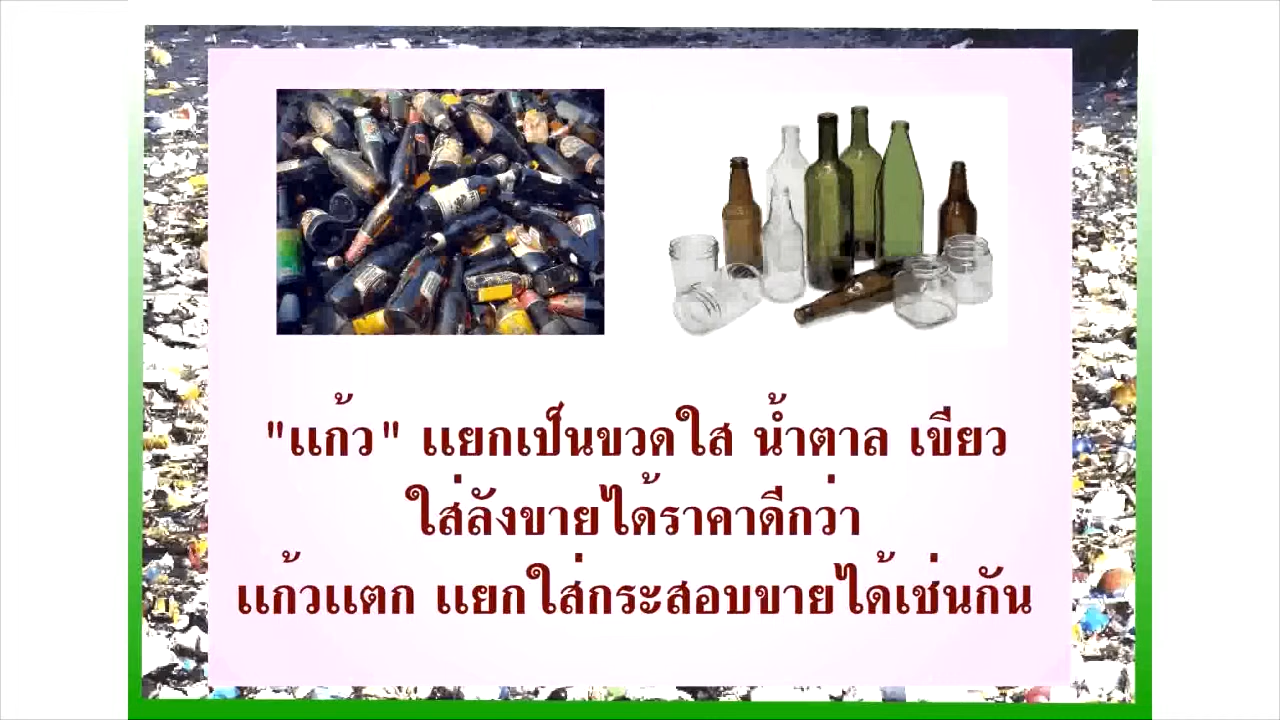 "แก้ว" แยกเป็นขวดใส น้ำตาล เขียว
ใส่ลังขายได้ราคาดีกว่า
แก้วแตก แยกใส่กระสอบขายได้เช่นกัน